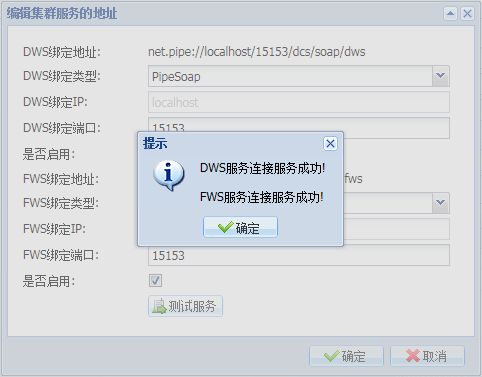 编辑集群服务的地址
DWS绑定地址: net.pipe://localhost/15153/dcs/soap/dws
DWS绑定类型: PipeSoap
DWS绑定IP: localhost
DWS绑定端口: 15153
提示
DWS服务连接服务成功!
FWS服务连接服务成功!
确定
是否启用:
FWS绑定地址: fws
FWS绑定类型:
FWS绑定IP:
FWS绑定端口: 15153
是否启用:
测试服务
确定 取消